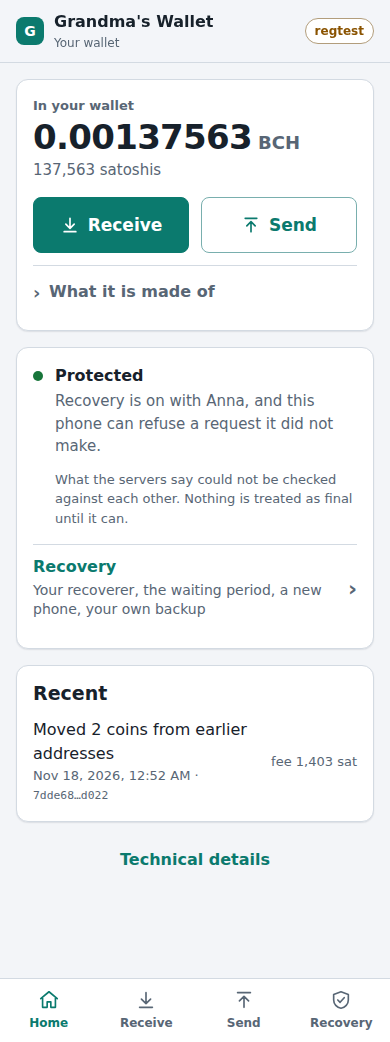 G
Grandma's Wallet
Your wallet
regtest
In your wallet
0.00137563 BCH
137,563 satoshis
Receive
Send
› What it is made of
Protected
Recovery is on with Anna, and this
phone can refuse a request it did not
make.
What the servers say could not be checked
against each other. Nothing is treated as final
until it can.
Recovery
Your recoverer, the waiting period, a new
phone, your own backup
›
Recent
Moved 2 coins from earlier
addresses
fee 1,403 sat
Nov 18, 2026, 12:52 AM ·
7dde68…d022
Technical details
Home
Receive
Send
Recovery